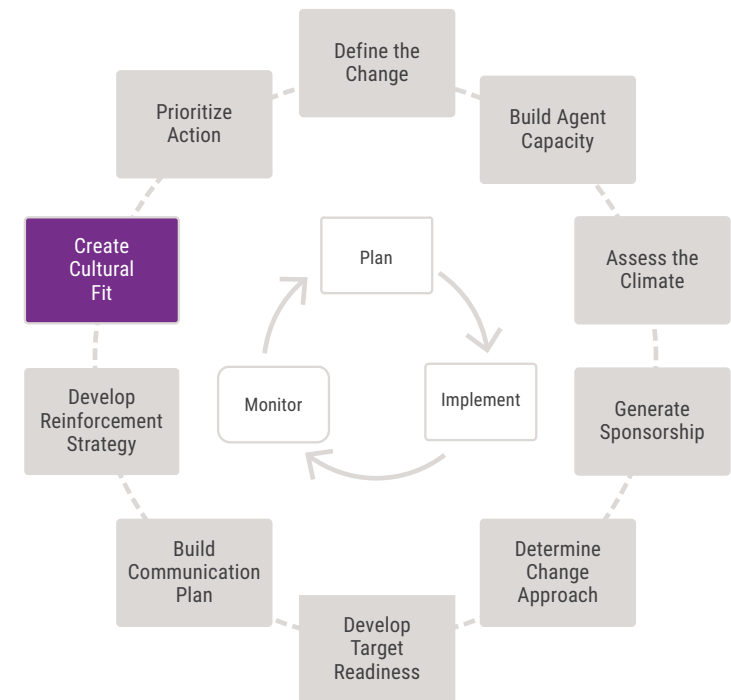 Define the
Change
Build Agent
Capacity
Assess the
Climate
Generate
Sponsorship
Determine
Change
Approach
Develop
Target
Readiness
Build
Communication
Plan
Develop
Reinforcement
Strategy
Create
Cultural
Fit
Prioritize
Action
Plan
Implement
Monitor